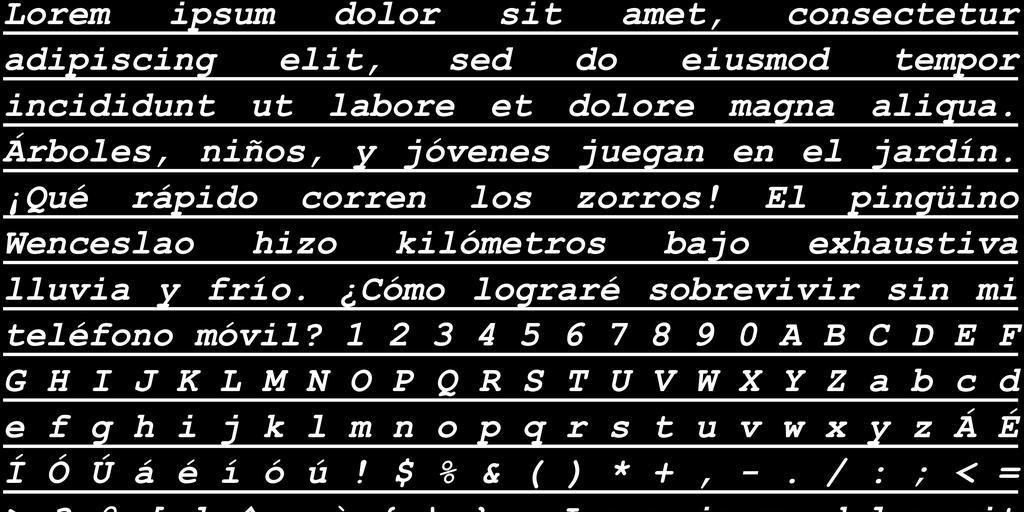 Lorem ipsum dolor sit amet, consectetur
adipiscing elit, sed do eiusmod tempor
incididunt ut labore et dolore magna aliqua.
Árboles, niños, y jóvenes juegan en el jardín.
¡Qué rápido corren los zorros! El pingüino
Wenceslao hizo kilómetros bajo exhaustiva
lluvia y frío. ¿Cómo lograré sobrevivir sin mi
teléfono móvil? 1 2 3 4 5 6 7 8 9 0 A B C D E F
G H I J K L M N O P Q R S T U V W X Y Z a b c d
e f g h i j k l m n o p q r s t u v w x y z Á É
Í Ó Ú á é í ó ú ! $ % & ( ) * + , - . / : ; < =